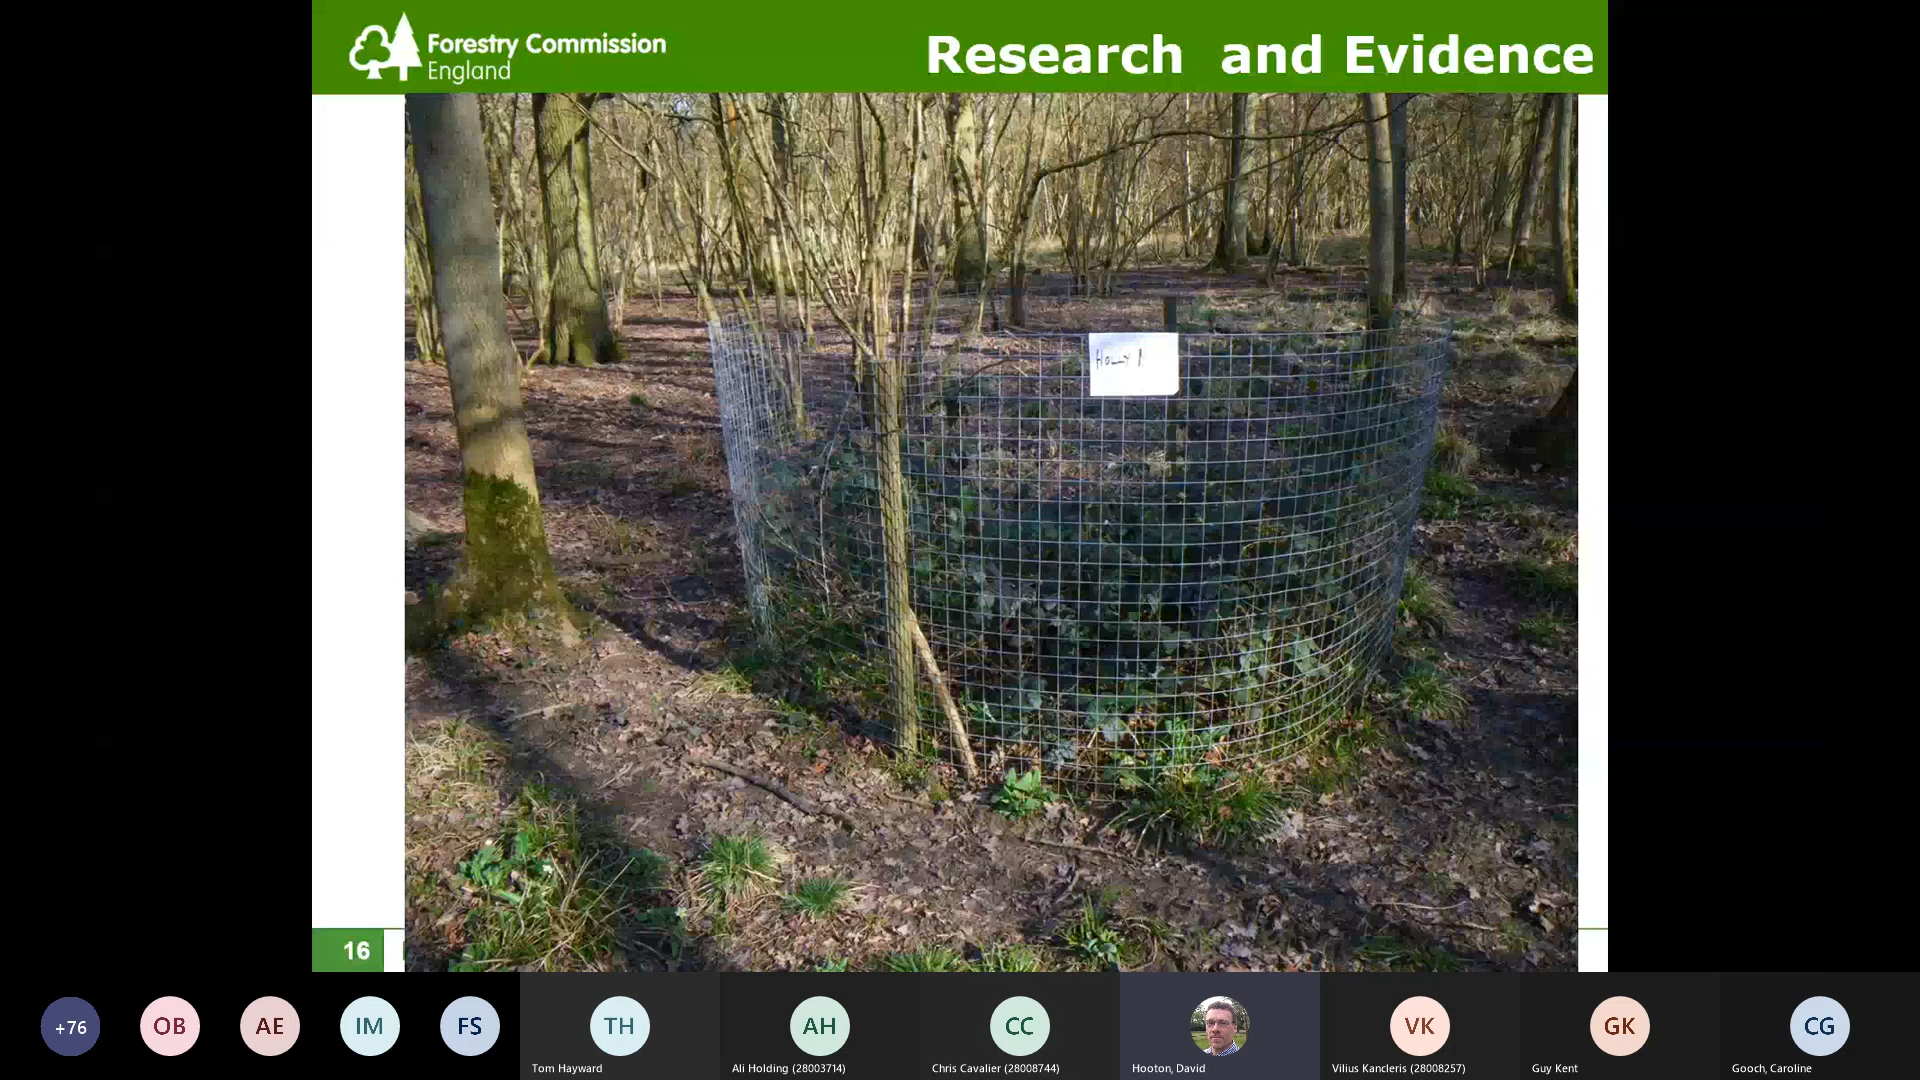 Forestry Commission
England
Research and Evidence
HOLLY 1
16
+76
OB
AE
IM
FS
TH
AH
CC
VK
GK
CG
Tom Hayward
Ali Holding (28003714)
Chris Cavalier (28008744)
Hooton, David
Vilius Kancleris (28008257)
Guy Kent
Gooch, Caroline